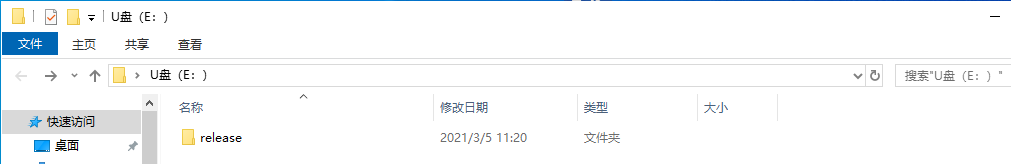 U盘（E：）
文件 主页 共享 查看
U盘（E：）
搜索"U盘（E：）"
名称 修改日期 类型 大小
快速访问
release 2021/3/5 11:20 文件夹
桌面